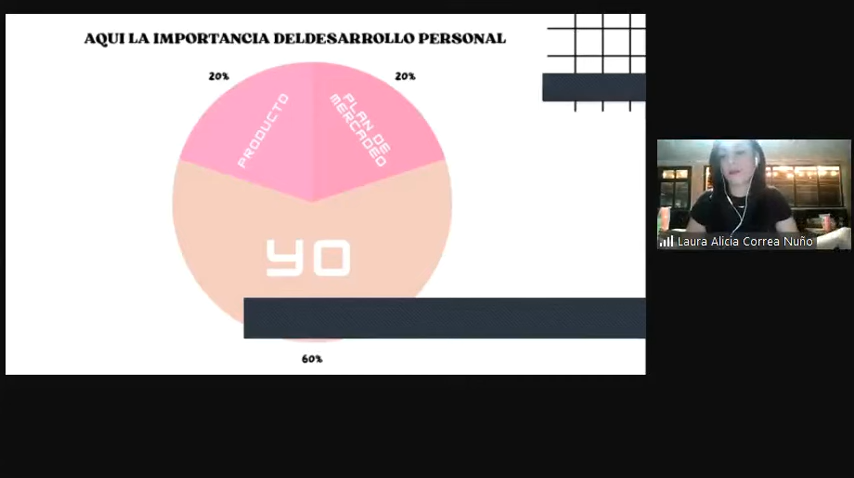 AQUI LA IMPORTANCIA DELDESARROLLO PERSONAL
20%
20%
PRODUCTO
PLAN DE
MERCADEO
YO
60%
Laura Alicia Correa Nuño